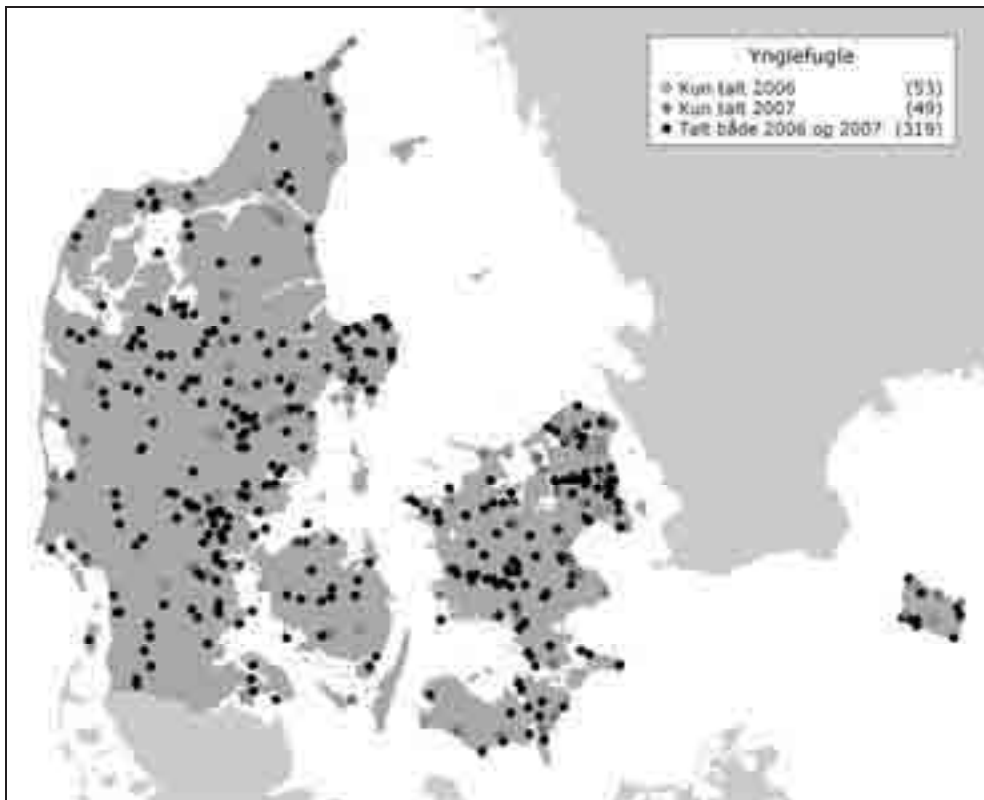 Ynglefugle
Kun talt 2006 (53)
Kun talt 2007 (49)
Talt både 2006 og 2007 (319)